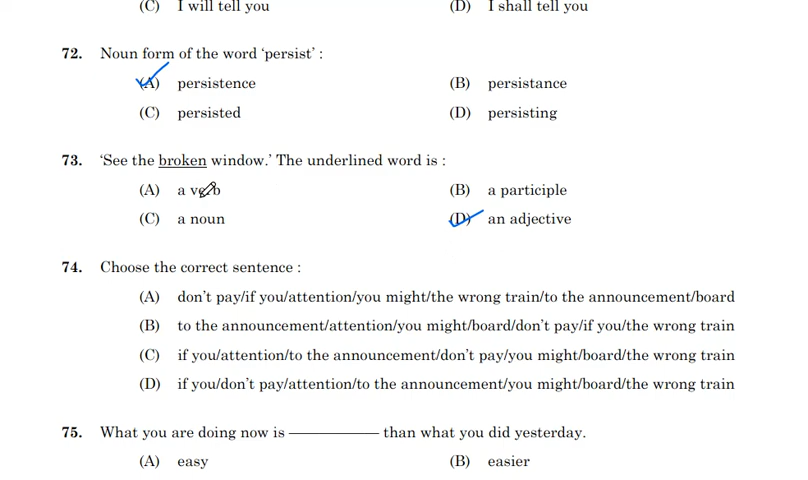 (C) I will tell you (D) I shall tell you
72. Noun form of the word ‘persist’ :
(A) persistence (B) persistance
(C) persisted (D) persisting
73. ‘See the broken window.’ The underlined word is :
(A) a verb (B) a participle
(C) a noun (D) an adjective
74. Choose the correct sentence :
(A) don’t pay/if you/attention/you might/the wrong train/to the announcement/board
(B) to the announcement/attention/you might/board/don’t pay/if you/the wrong train
(C) if you/attention/to the announcement/don’t pay/you might/board/the wrong train
(D) if you/don’t pay/attention/to the announcement/you might/board/the wrong train
75. What you are doing now is ——————— than what you did yesterday.
(A) easy (B) easier